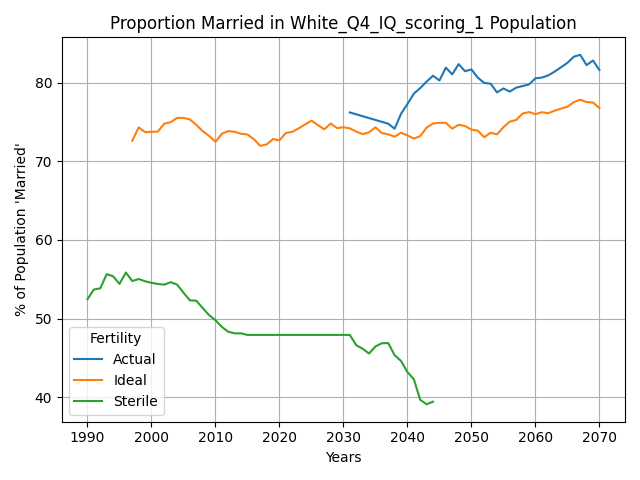 Proportion Married in White_Q4_IQ_scoring_1 Population
% of Population 'Married'
80
70
60
50
40
Fertility
Actual
Ideal
Sterile
1990 2000 2010 2020 2030 2040 2050 2060 2070
Years